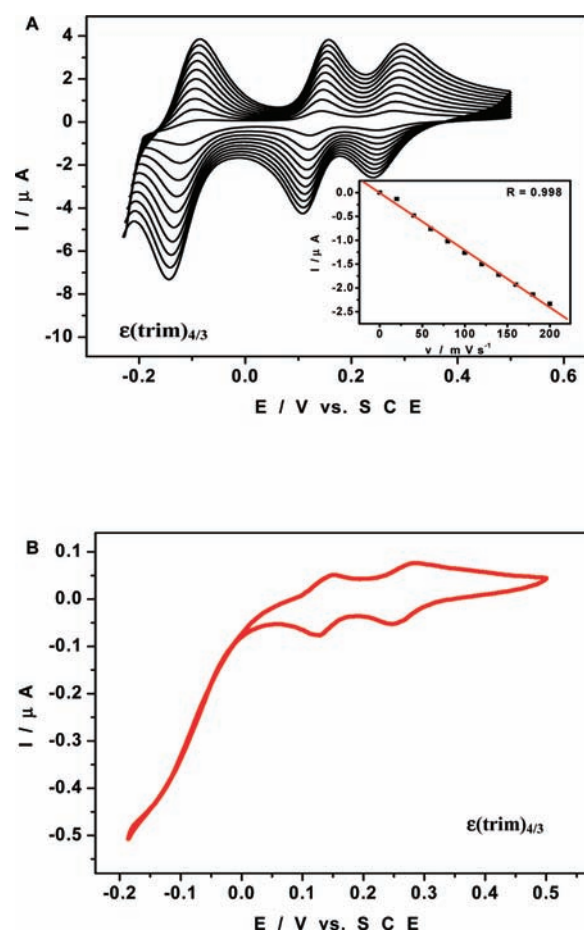 A
4
2
0
-2
-4
-6
-8
-10
I / μ A
-0.2 0.0 0.2 0.4 0.6
E / V vs. S C E
ε(trim)4/3
R = 0.998
0.0
-0.5
-1.0
-1.5
-2.0
-2.5
I / μ A
0 50 100 150 200
v / mV s⁻¹
B
0.1
0.0
-0.1
-0.2
-0.3
-0.4
-0.5
I / μ A
ε(trim)4/3
-0.2 -0.1 0.0 0.1 0.2 0.3 0.4 0.5
E / V vs. S C E